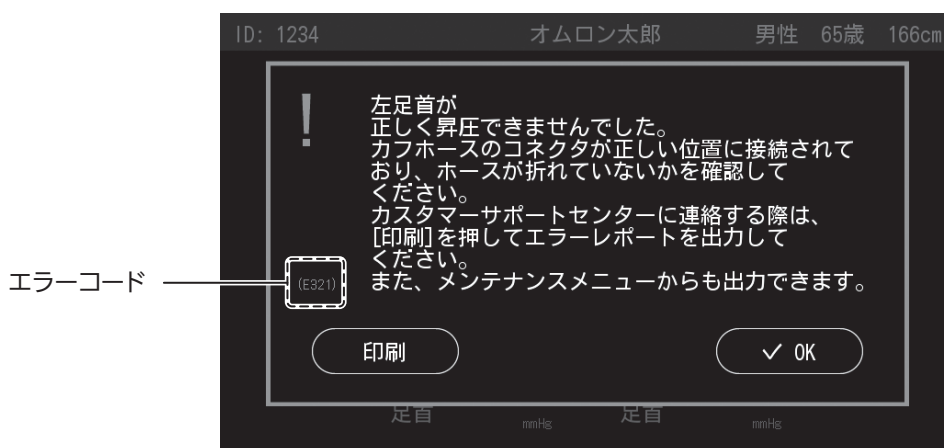 ID: 1234 オムロン太郎 男性 65歳 166cm
!
左足首が
正しく昇圧できませんでした。
カフホースのコネクタが正しい位置に接続されて
おり、ホースが折れていないかを確認して
ください。
カスタマーサポートセンターに連絡する際は、
[印刷]を押してエラーレポートを出力して
ください。
また、メンテナンスメニューからも出力できます。
エラーコード
(E321)
印刷
✓ OK
足首 mmHg 足首 mmHg